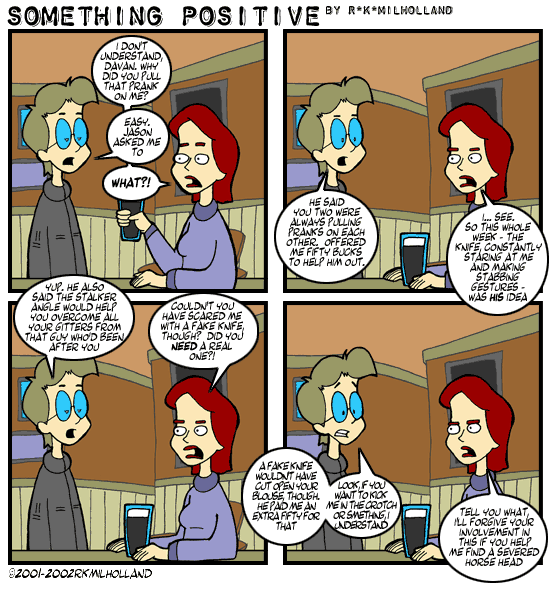 SOMETHING POSITIVE BY R*K*MILHOLLAND
I DON'T
UNDERSTAND,
DAVAN. WHY
DID YOU PULL
THAT PRANK
ON ME?
EASY.
JASON
ASKED ME
TO
WHAT?!
HE SAID
YOU TWO WERE
ALWAYS PULLING
PRANKS ON EACH
OTHER. OFFERED
ME FIFTY BUCKS
TO HELP HIM OUT.
I... SEE.
SO THIS WHOLE
WEEK - THE
KNIFE, CONSTANTLY
STARING AT ME
AND MAKING
STABBING
GESTURES -
WAS HIS IDEA
YUP. HE ALSO
SAID THE STALKER
ANGLE WOULD HELP
YOU OVERCOME ALL
YOUR GITTERS FROM
THAT GUY WHO'D BEEN
AFTER YOU
COULDN'T YOU
HAVE SCARED ME
WITH A FAKE KNIFE,
THOUGH? DID YOU
NEED A REAL
ONE?!
A FAKE KNIFE
WOULDN'T HAVE
CUT OPEN YOUR
BLOUSE, THOUGH.
HE PAID ME AN
EXTRA FIFTY FOR
THAT
LOOK, IF YOU
WANT TO KICK
ME IN THE CROTCH
OR SMETHING, I
UNDERSTAND
TELL YOU WHAT,
I'LL FORGIVE YOUR
INVOLVEMENT IN
THIS IF YOU HELP
ME FIND A SEVERED
HORSE HEAD
©2001-2002RKMILHOLLAND